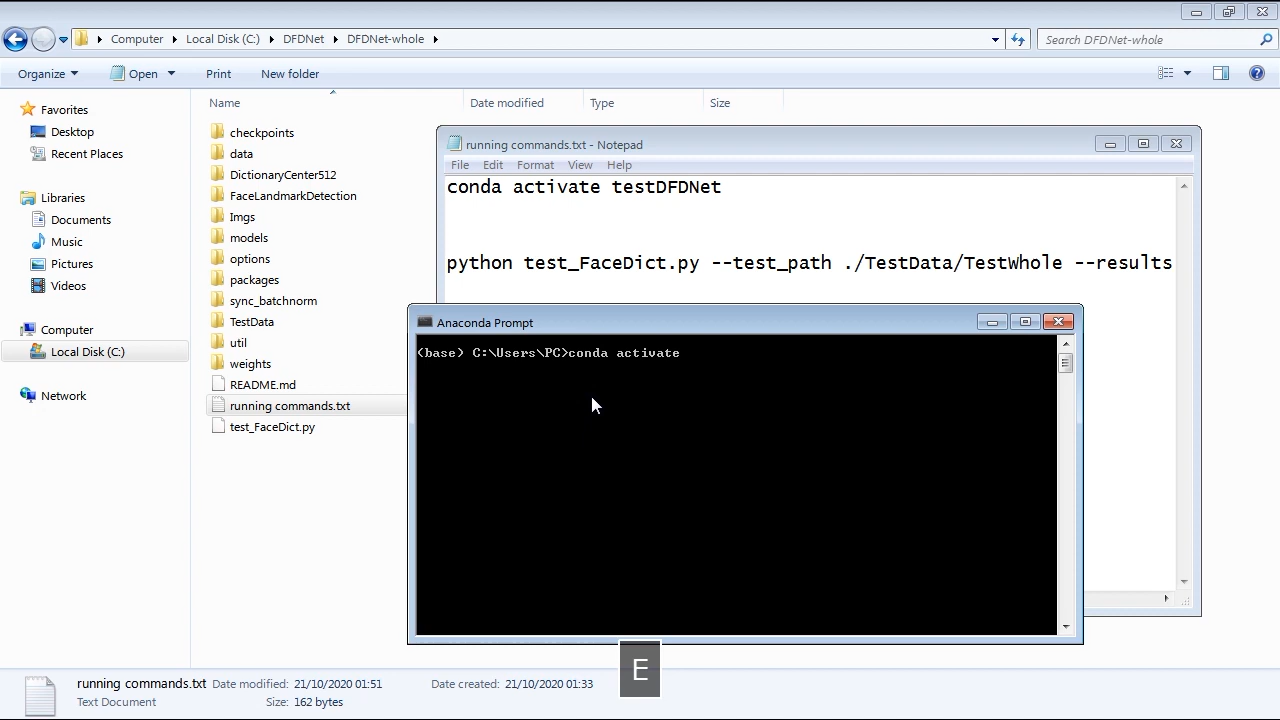 Computer
Local Disk (C:)
DFDNet
DFDNet-whole
Search DFDNet-whole
Organize
Open
Print
New folder
Name
Date modified
Type
Size
Favorites
Desktop
Recent Places
Libraries
Documents
Music
Pictures
Videos
Computer
Local Disk (C:)
Network
checkpoints
data
DictionaryCenter512
FaceLandmarkDetection
Imgs
models
options
packages
sync_batchnorm
TestData
util
weights
README.md
running commands.txt
test_FaceDict.py
running commands.txt - Notepad
File Edit Format View Help
conda activate testDFDNet
python test_FaceDict.py --test_path ./TestData/TestWhole --results
Anaconda Prompt
(base) C:\Users\PC>conda activate
E
running commands.txt Date modified: 21/10/2020 01:51 Date created: 21/10/2020 01:33
Text Document Size: 162 bytes